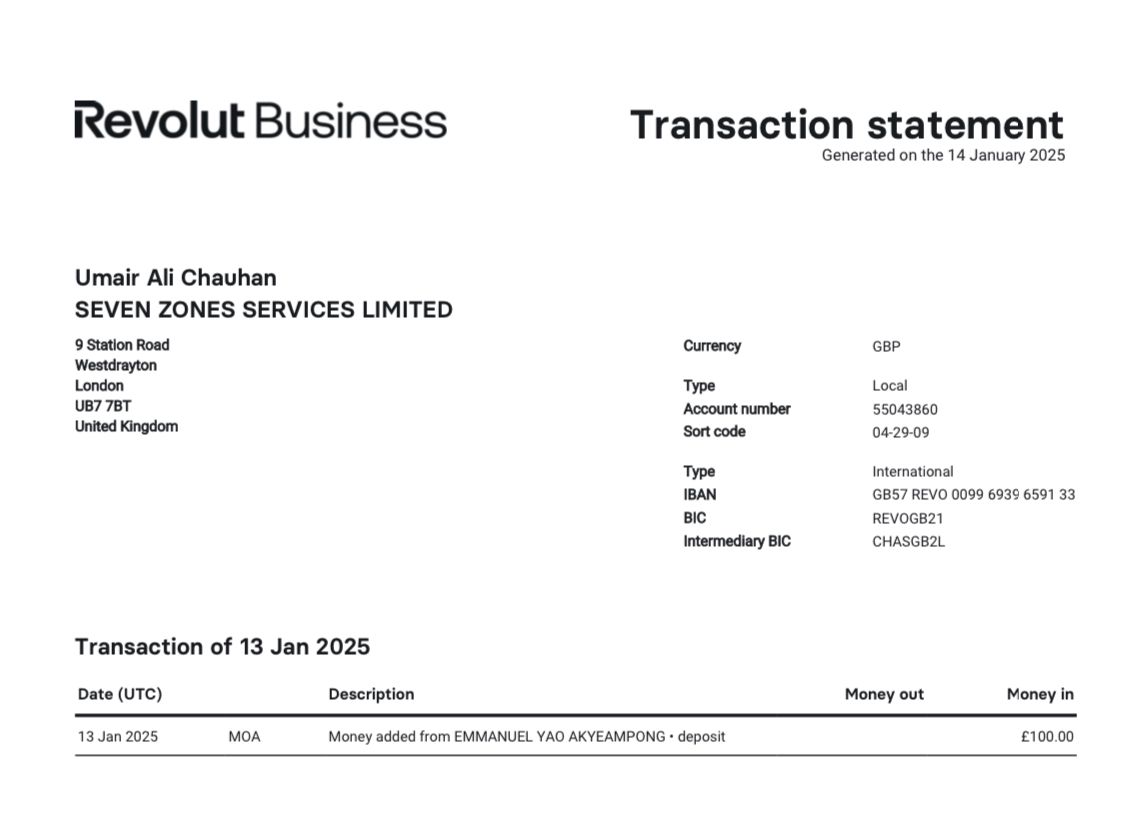 Revolut Business
Transaction statement
Generated on the 14 January 2025
Umair Ali Chauhan
SEVEN ZONES SERVICES LIMITED
9 Station Road
Westdrayton
London
UB7 7BT
United Kingdom
Currency GBP
Type Local
Account number 55043860
Sort code 04-29-09
Type International
IBAN GB57 REVO 0099 6939 6591 33
BIC REVOGB21
Intermediary BIC CHASGB2L
Transaction of 13 Jan 2025
Date (UTC) Description Money out Money in
13 Jan 2025 MOA Money added from EMMANUEL YAO AKYEAMPONG • deposit £100.00